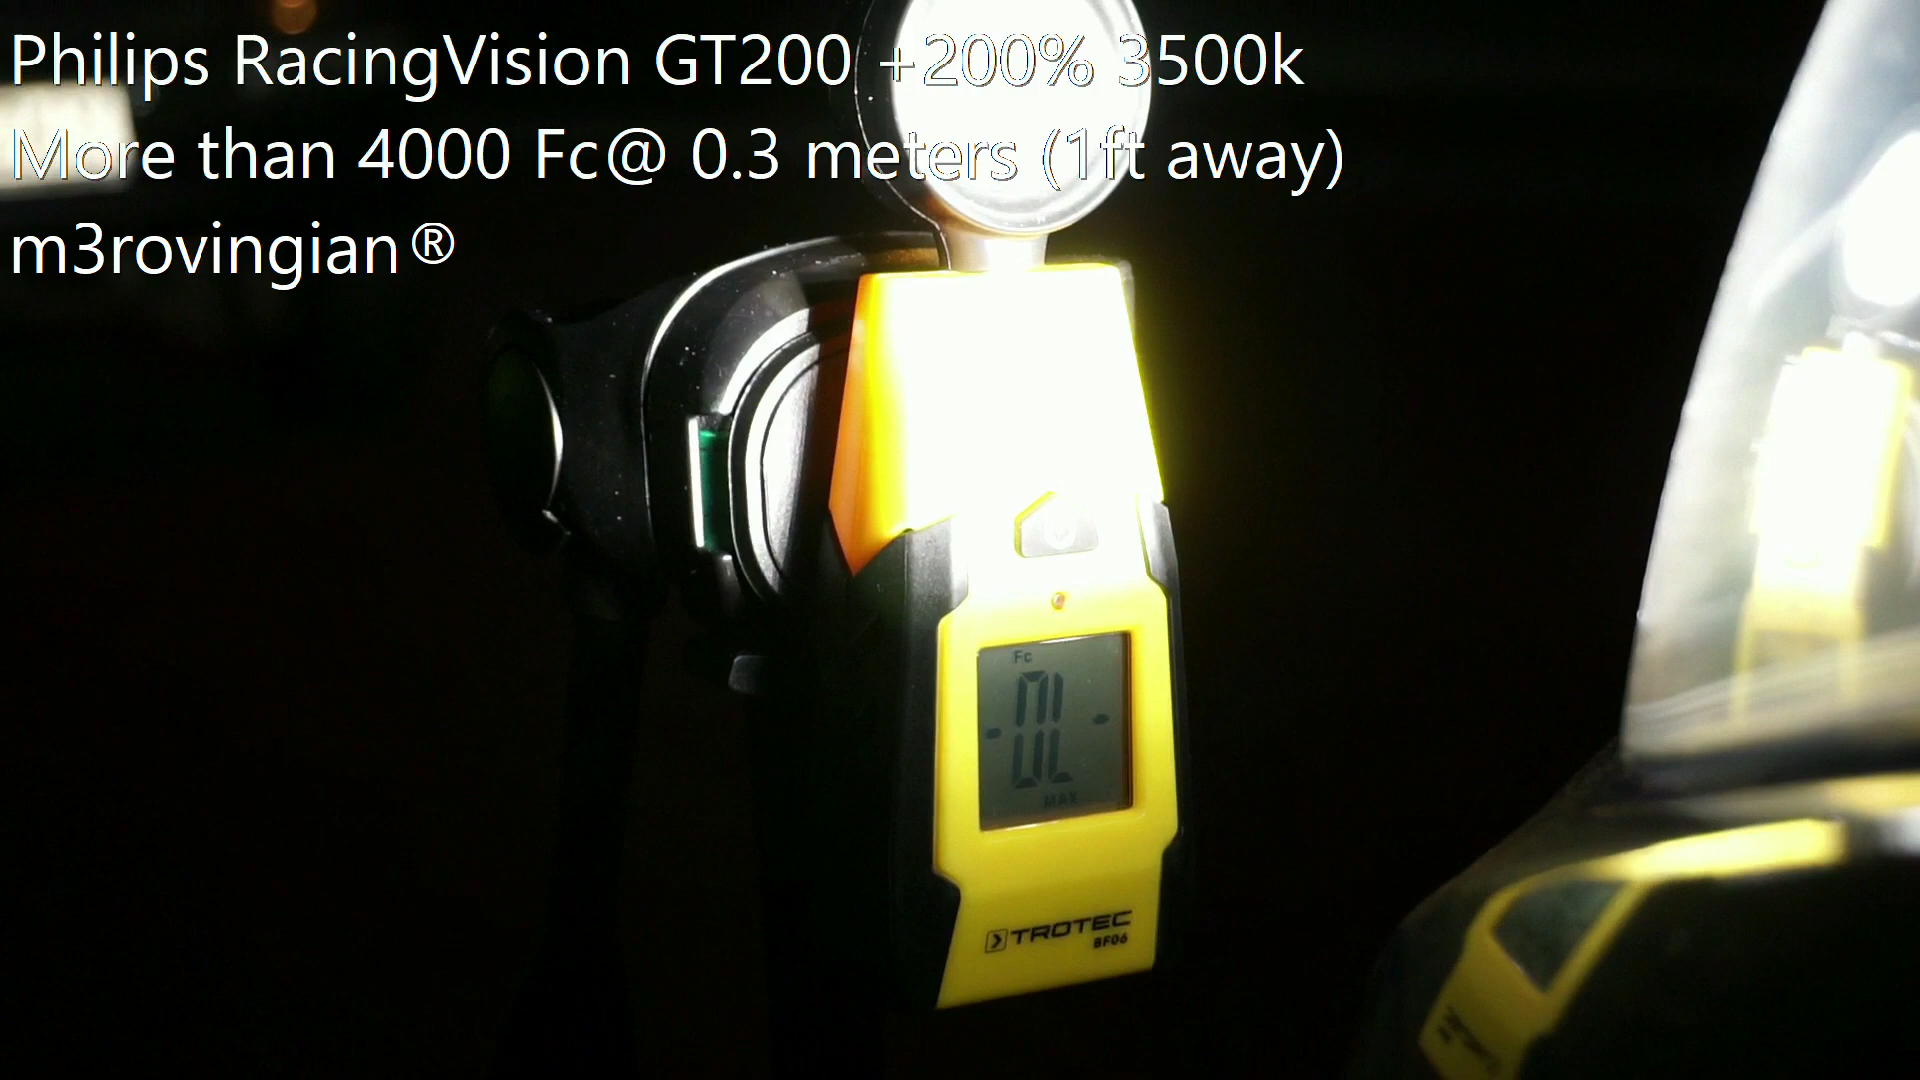 Philips RacingVision GT200 +200% 3500k
More than 4000 Fc@ 0.3 meters (1ft away)
m3rovingian®
Fc
-OL-
MAX
TROTEC
BF06